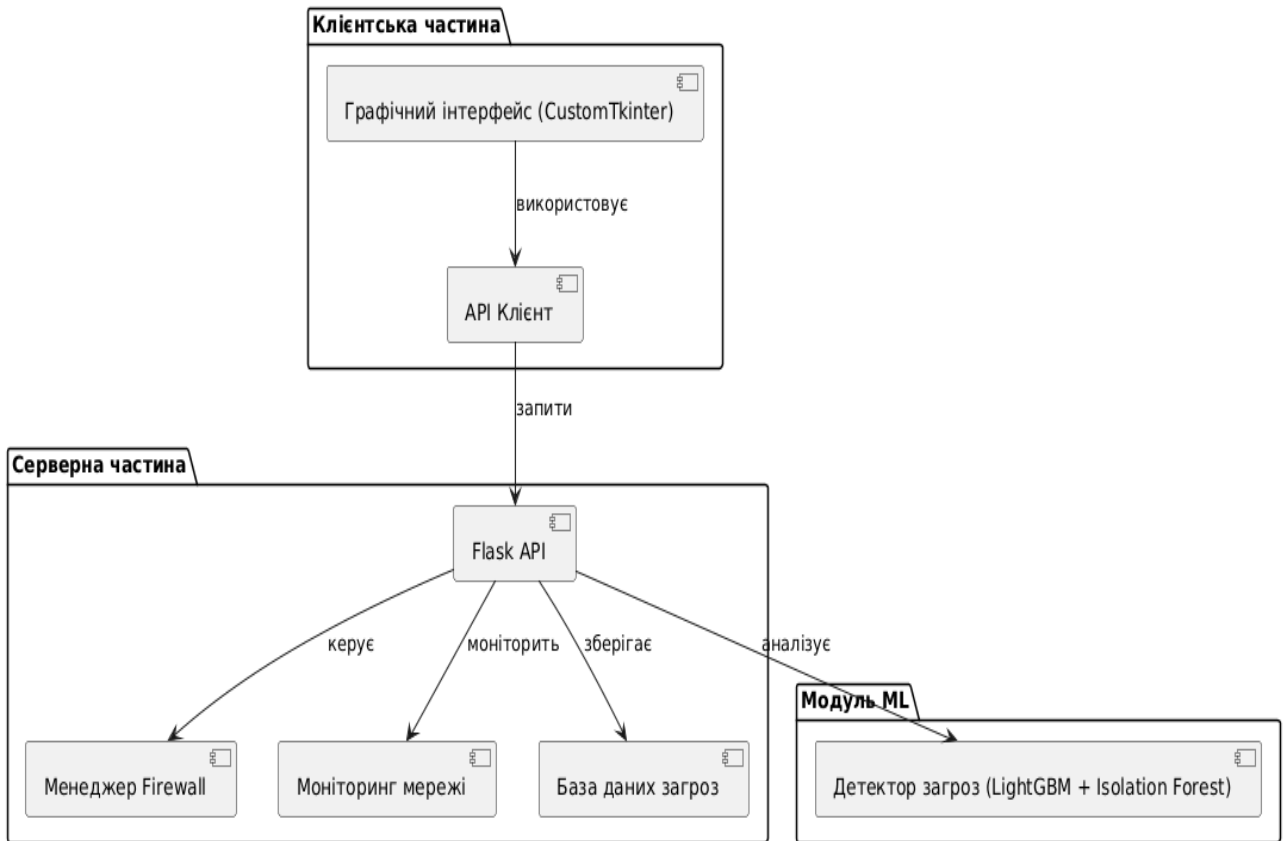 Клієнтська частина
Графічний інтерфейс (CustomTkinter)
використовує
API Клієнт
запити
Серверна частина
Flask API
керує
моніторить
зберігає
аналізує
Модуль ML
Менеджер Firewall
Моніторинг мережі
База даних загроз
Детектор загроз (LightGBM + Isolation Forest)